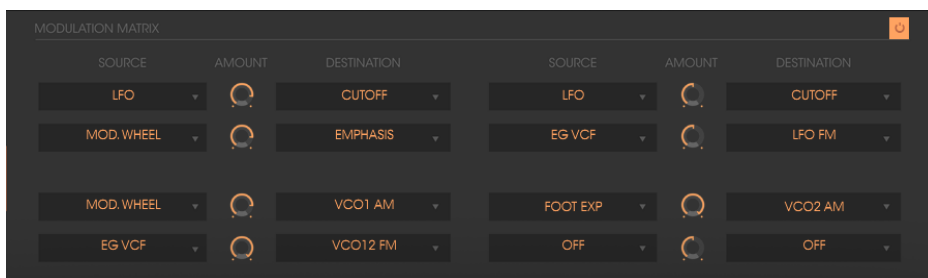 MODULATION MATRIX
SOURCE AMOUNT DESTINATION SOURCE AMOUNT DESTINATION
LFO CUTOFF LFO CUTOFF
MOD. WHEEL EMPHASIS EG VCF LFO FM
MOD. WHEEL VCO1 AM FOOT EXP VCO2 AM
EG VCF VCO12 FM OFF OFF